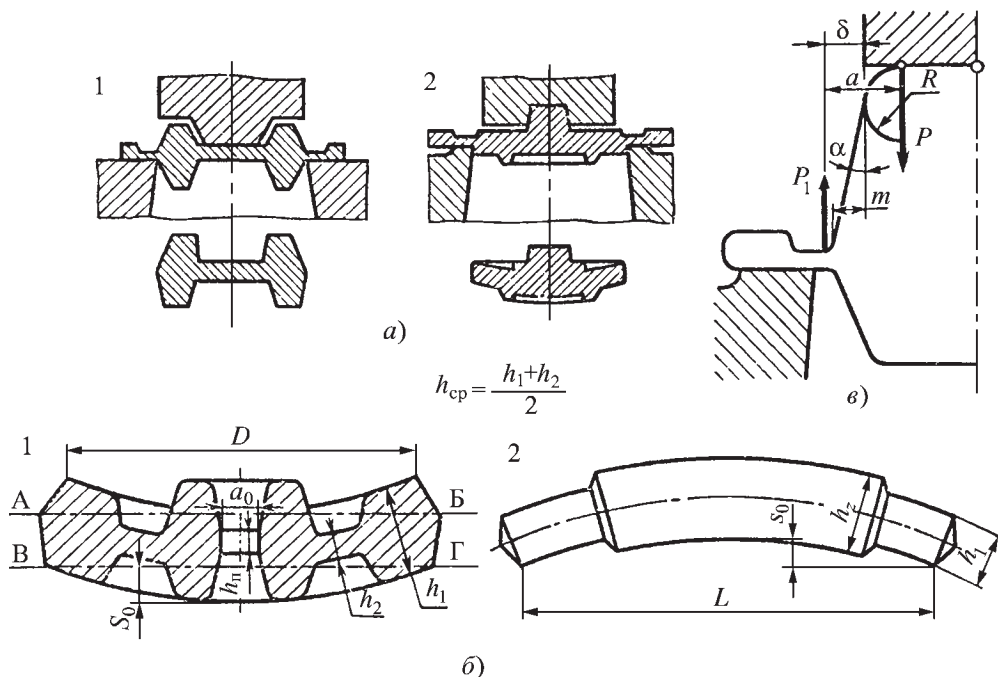 1
2
а)
δ
a
R
P
α
P₁
m
в)
hср = (h₁+h₂)/2
1
D
А
Б
a₀
В
Г
S₀
hп
h₂
h₁
2
s₀
h₂
h₁
L
б)